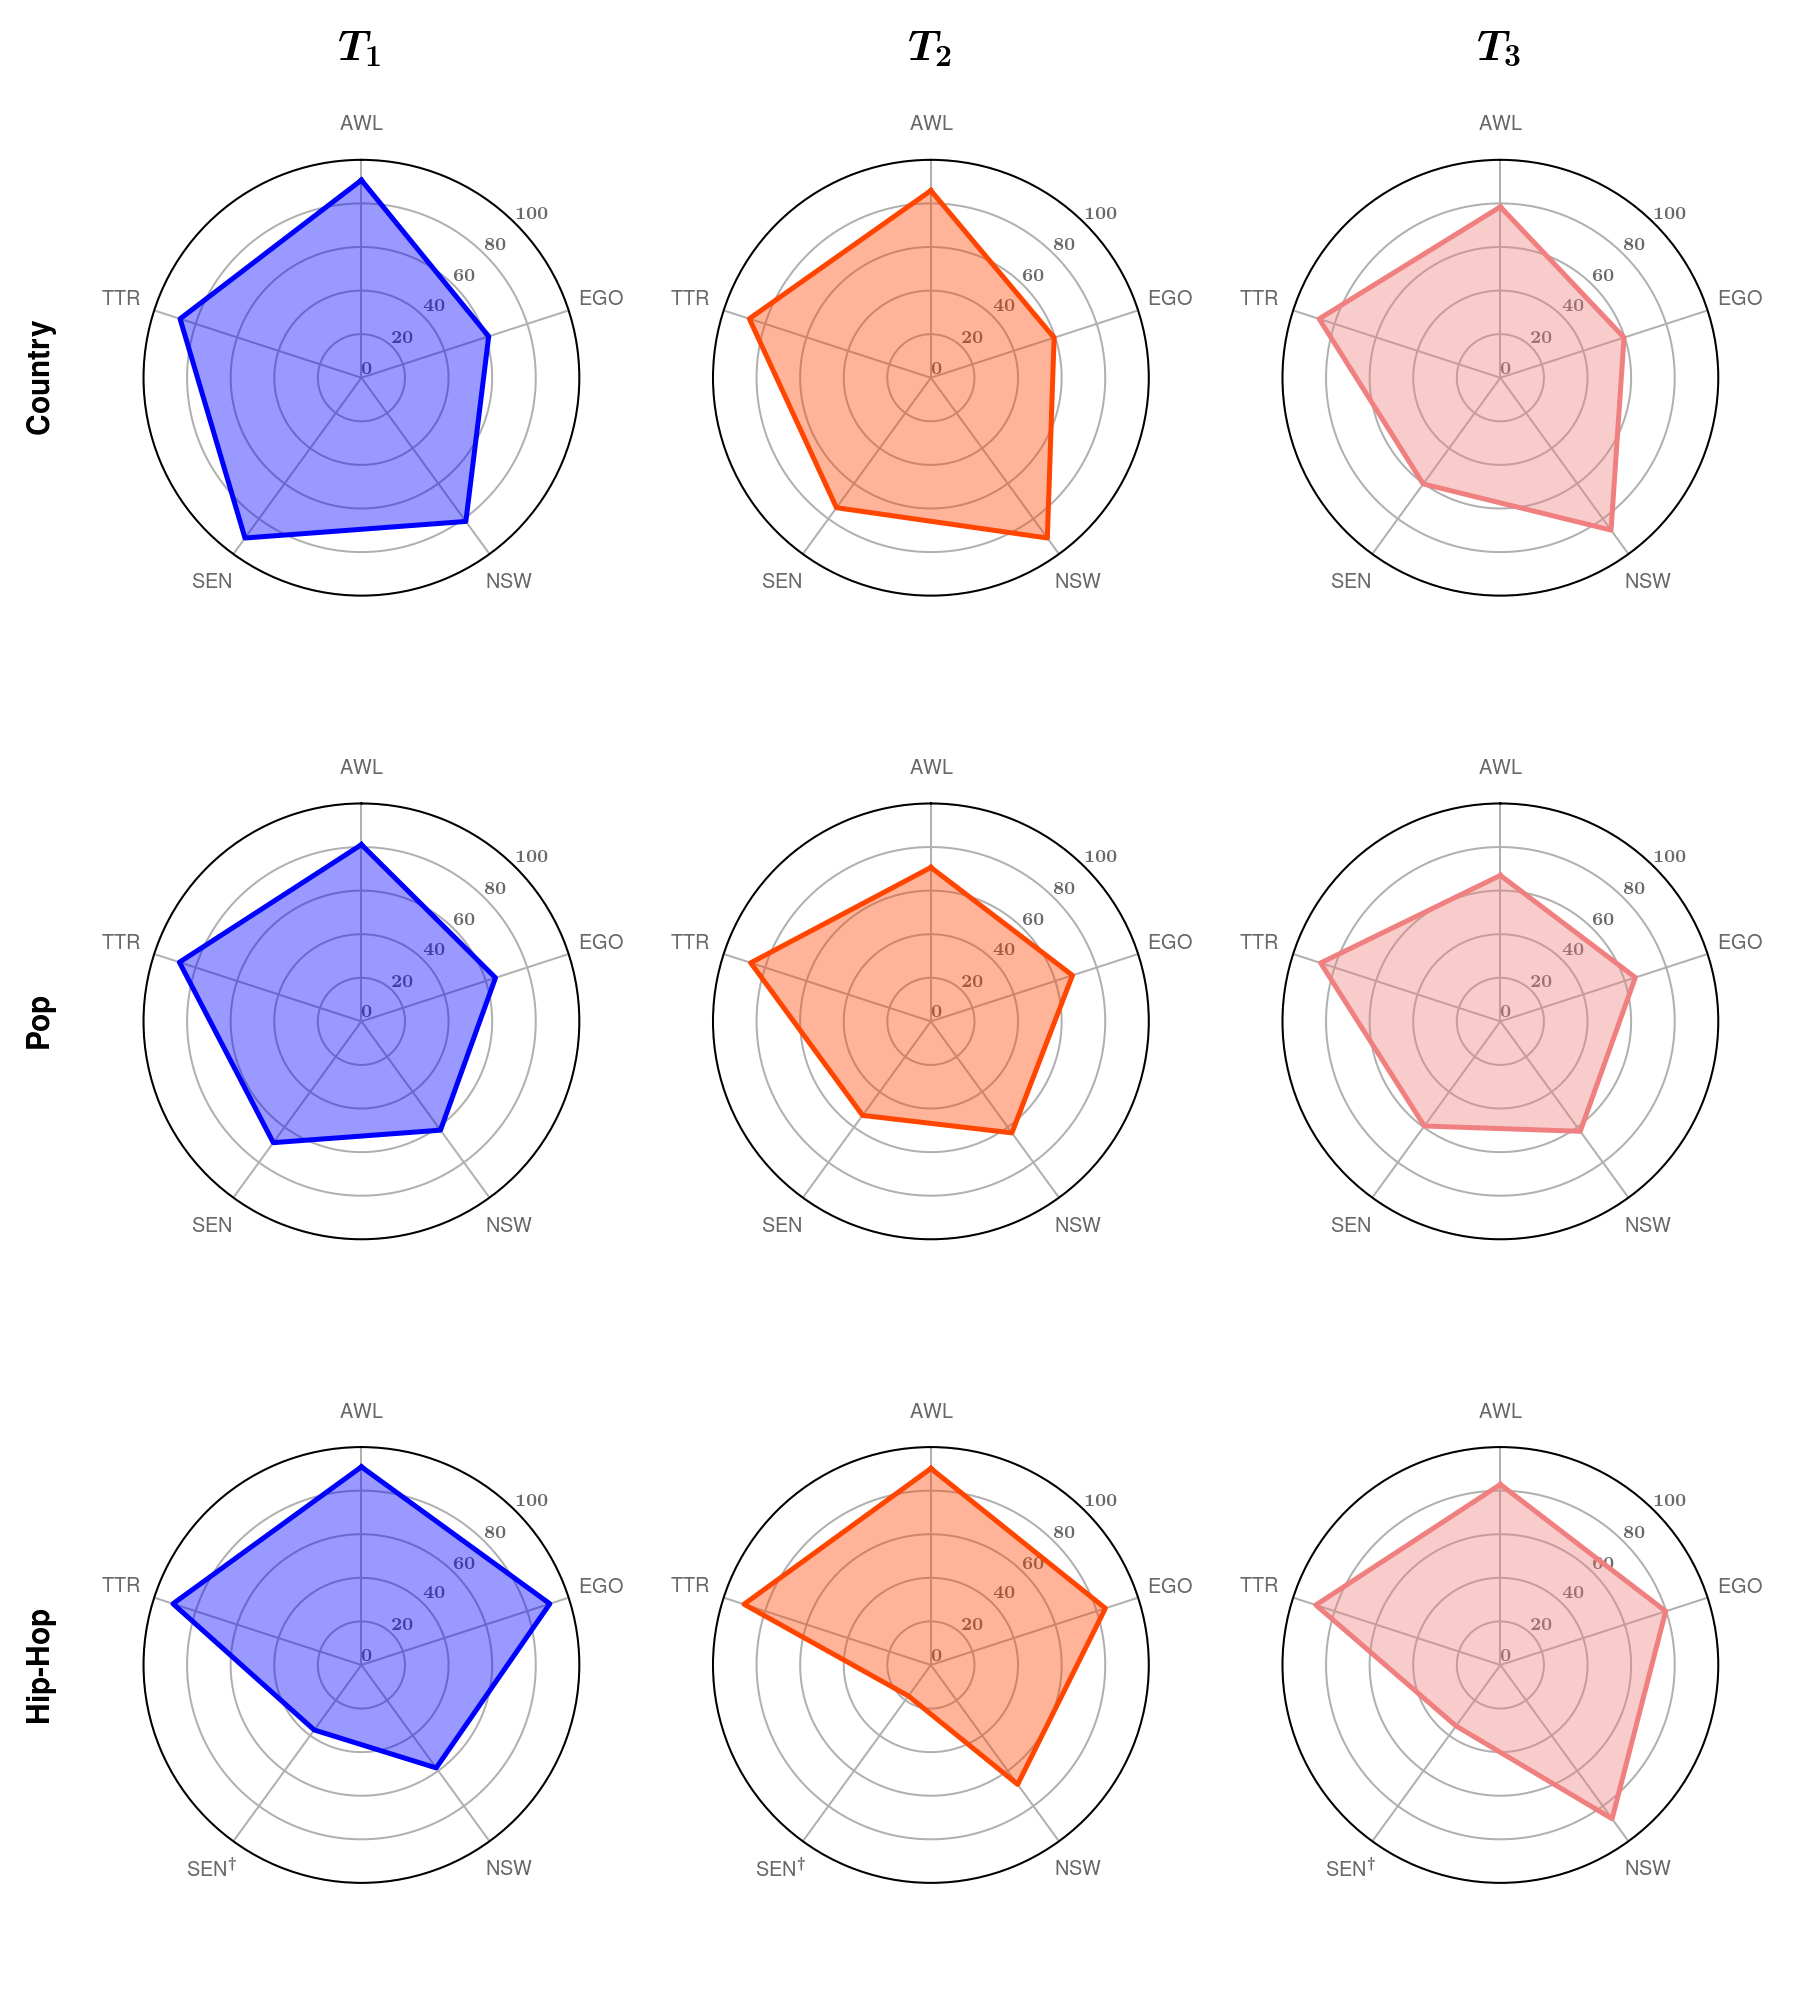 T1 T2 T3
Country
AWL AWL AWL
100 100 100
80 80 80
60 60 60
TTR EGO TTR EGO TTR EGO
40 40 40
20 20 20
0 0 0
SEN NSW SEN NSW SEN NSW
Pop
AWL AWL AWL
100 100 100
80 80 80
60 60 60
TTR EGO TTR EGO TTR EGO
40 40 40
20 20 20
0 0 0
SEN NSW SEN NSW SEN NSW
Hip-Hop
AWL AWL AWL
100 100 100
80 80 80
60 60 60
TTR EGO TTR EGO TTR EGO
40 40 40
20 20 20
0 0 0
SEN† NSW SEN† NSW SEN† NSW